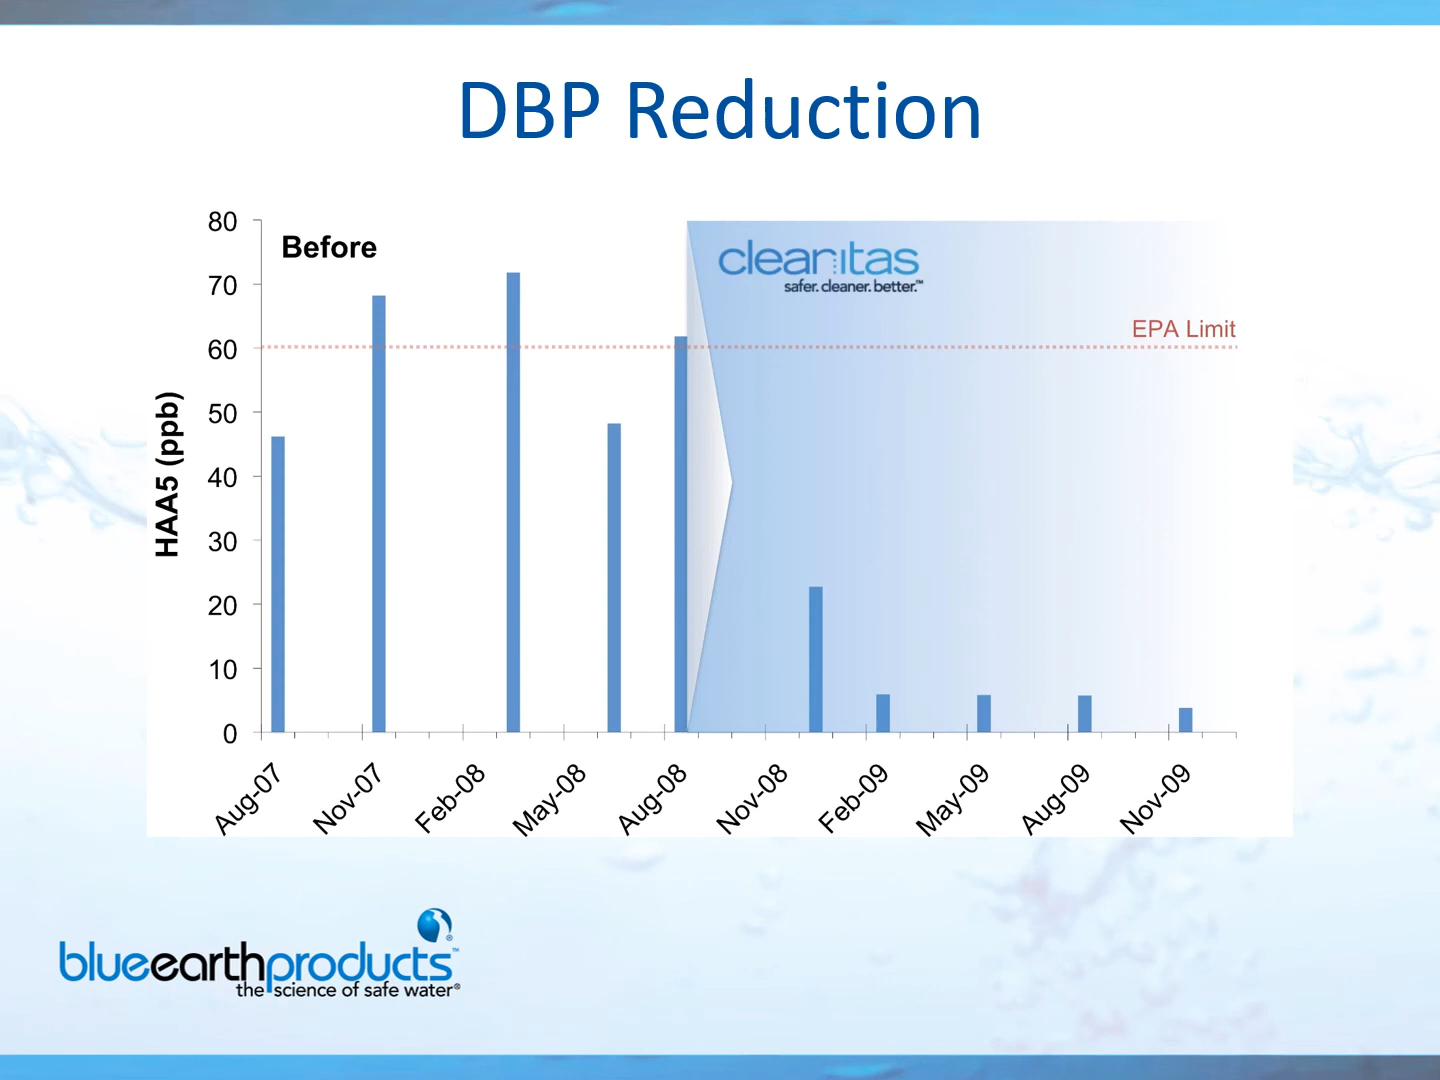 DBP Reduction
80
70
60
50
40
30
20
10
0
HAA5 (ppb)
Before
cleanitas
safer. cleaner. better.™
EPA Limit
Aug-07
Nov-07
Feb-08
May-08
Aug-08
Nov-08
Feb-09
May-09
Aug-09
Nov-09
blueearthproducts™
the science of safe water®